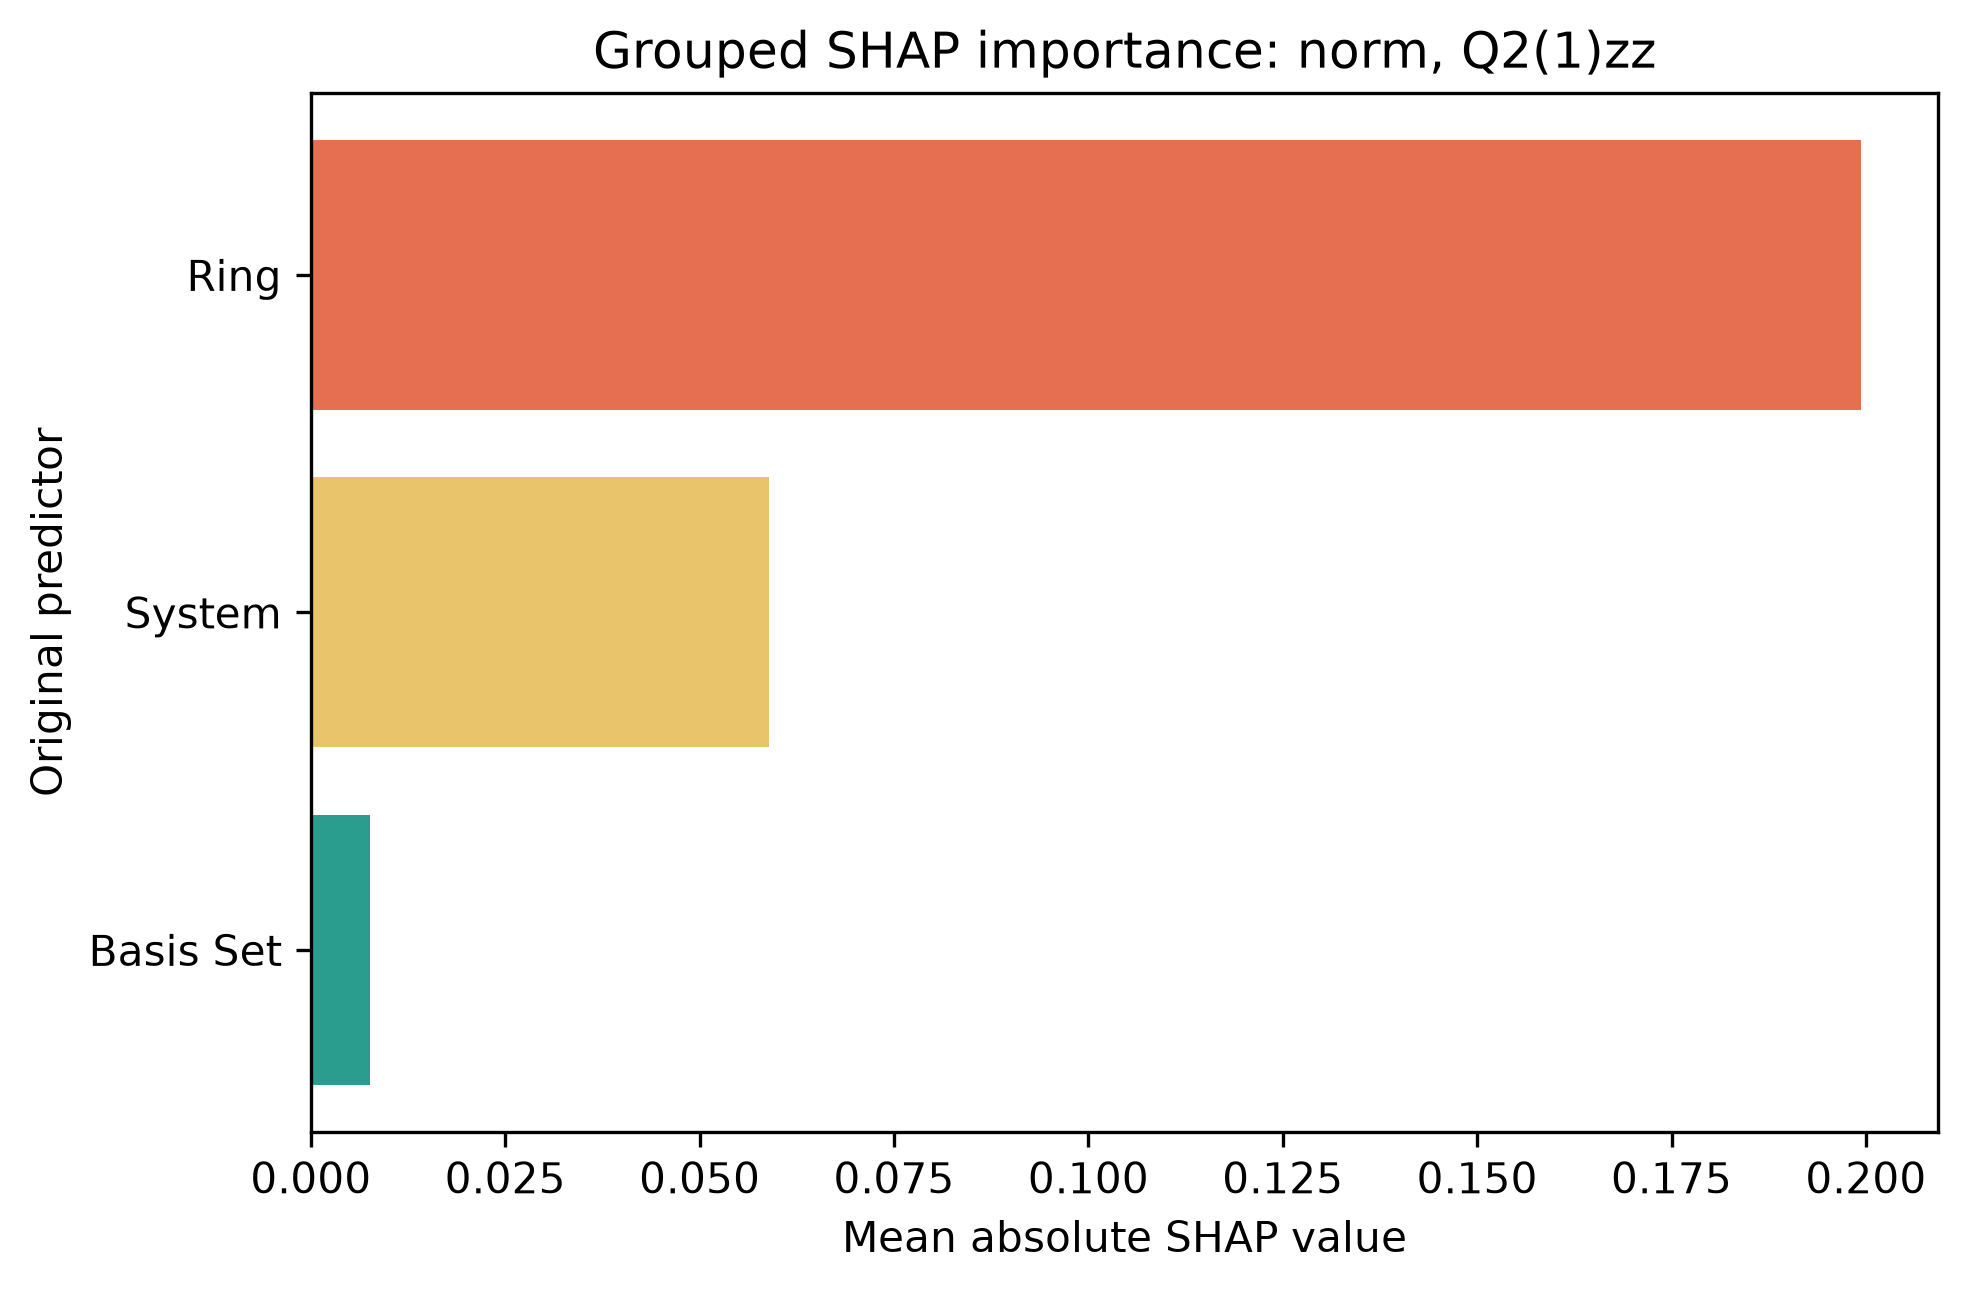 Grouped SHAP importance: norm, Q2(1)zz
Original predictor
Ring
System
Basis Set
0.000 0.025 0.050 0.075 0.100 0.125 0.150 0.175 0.200
Mean absolute SHAP value